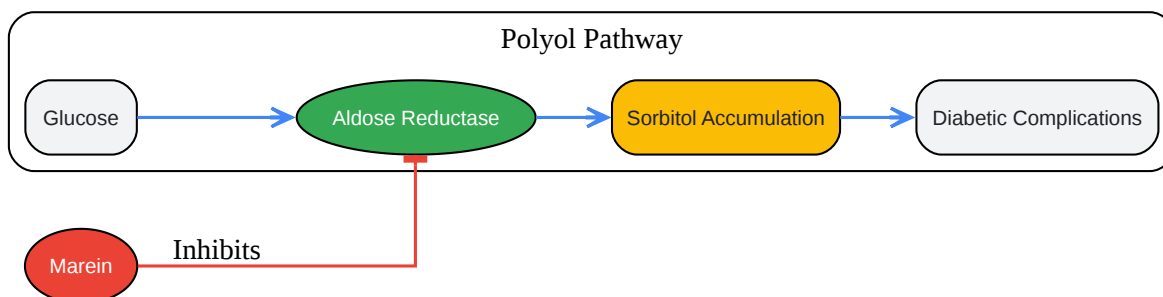 Polyol Pathway
Glucose
Aldose Reductase
Sorbitol Accumulation
Diabetic Complications
Inhibits
Marein